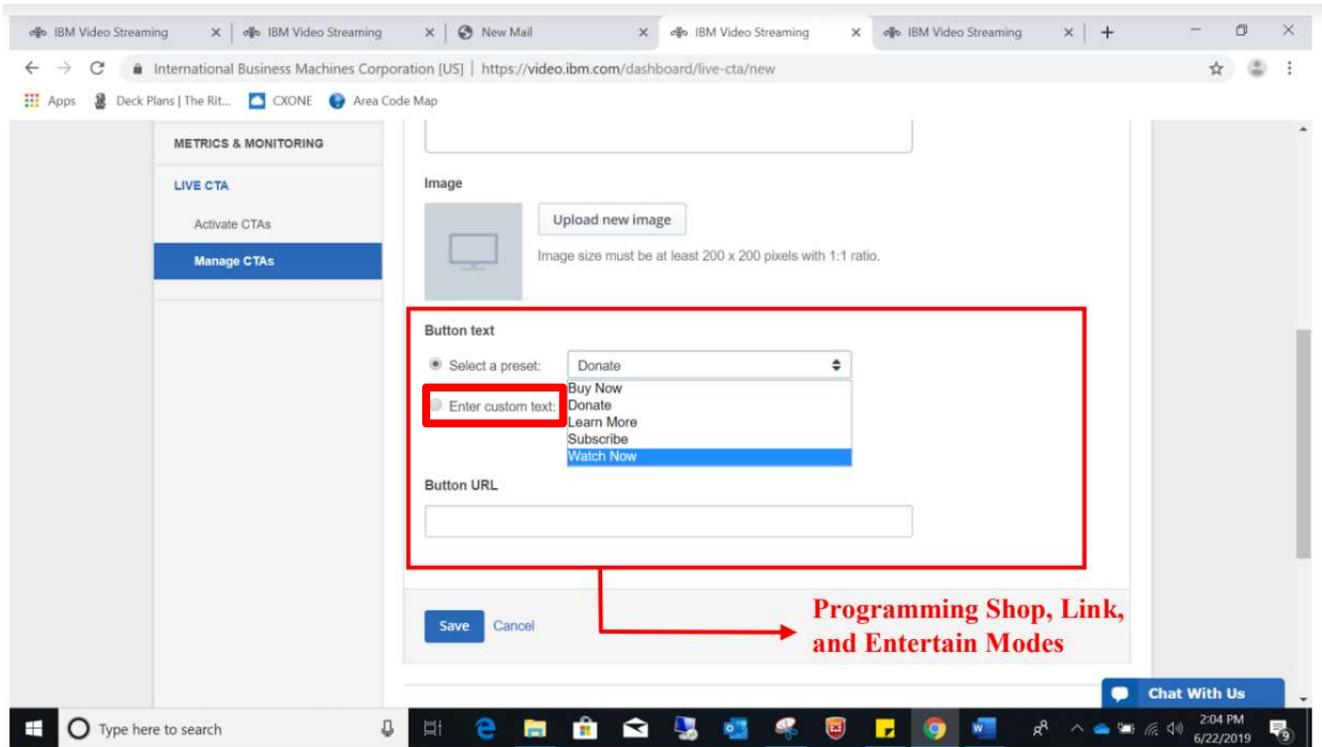 IBM Video Streaming × IBM Video Streaming × New Mail × IBM Video Streaming × IBM Video Streaming × +
International Business Machines Corporation [US] | https://video.ibm.com/dashboard/live-cta/new
Apps Deck Plans | The Rit... CXONE Area Code Map
METRICS & MONITORING
LIVE CTA
Activate CTAs
Manage CTAs
Image
Upload new image
Image size must be at least 200 x 200 pixels with 1:1 ratio.
Button text
Select a preset: Donate
Buy Now
Enter custom text: Donate
Learn More
Subscribe
Watch Now
Button URL
Save Cancel
Programming Shop, Link,
and Entertain Modes
Chat With Us
Type here to search
2:04 PM
6/22/2019
9